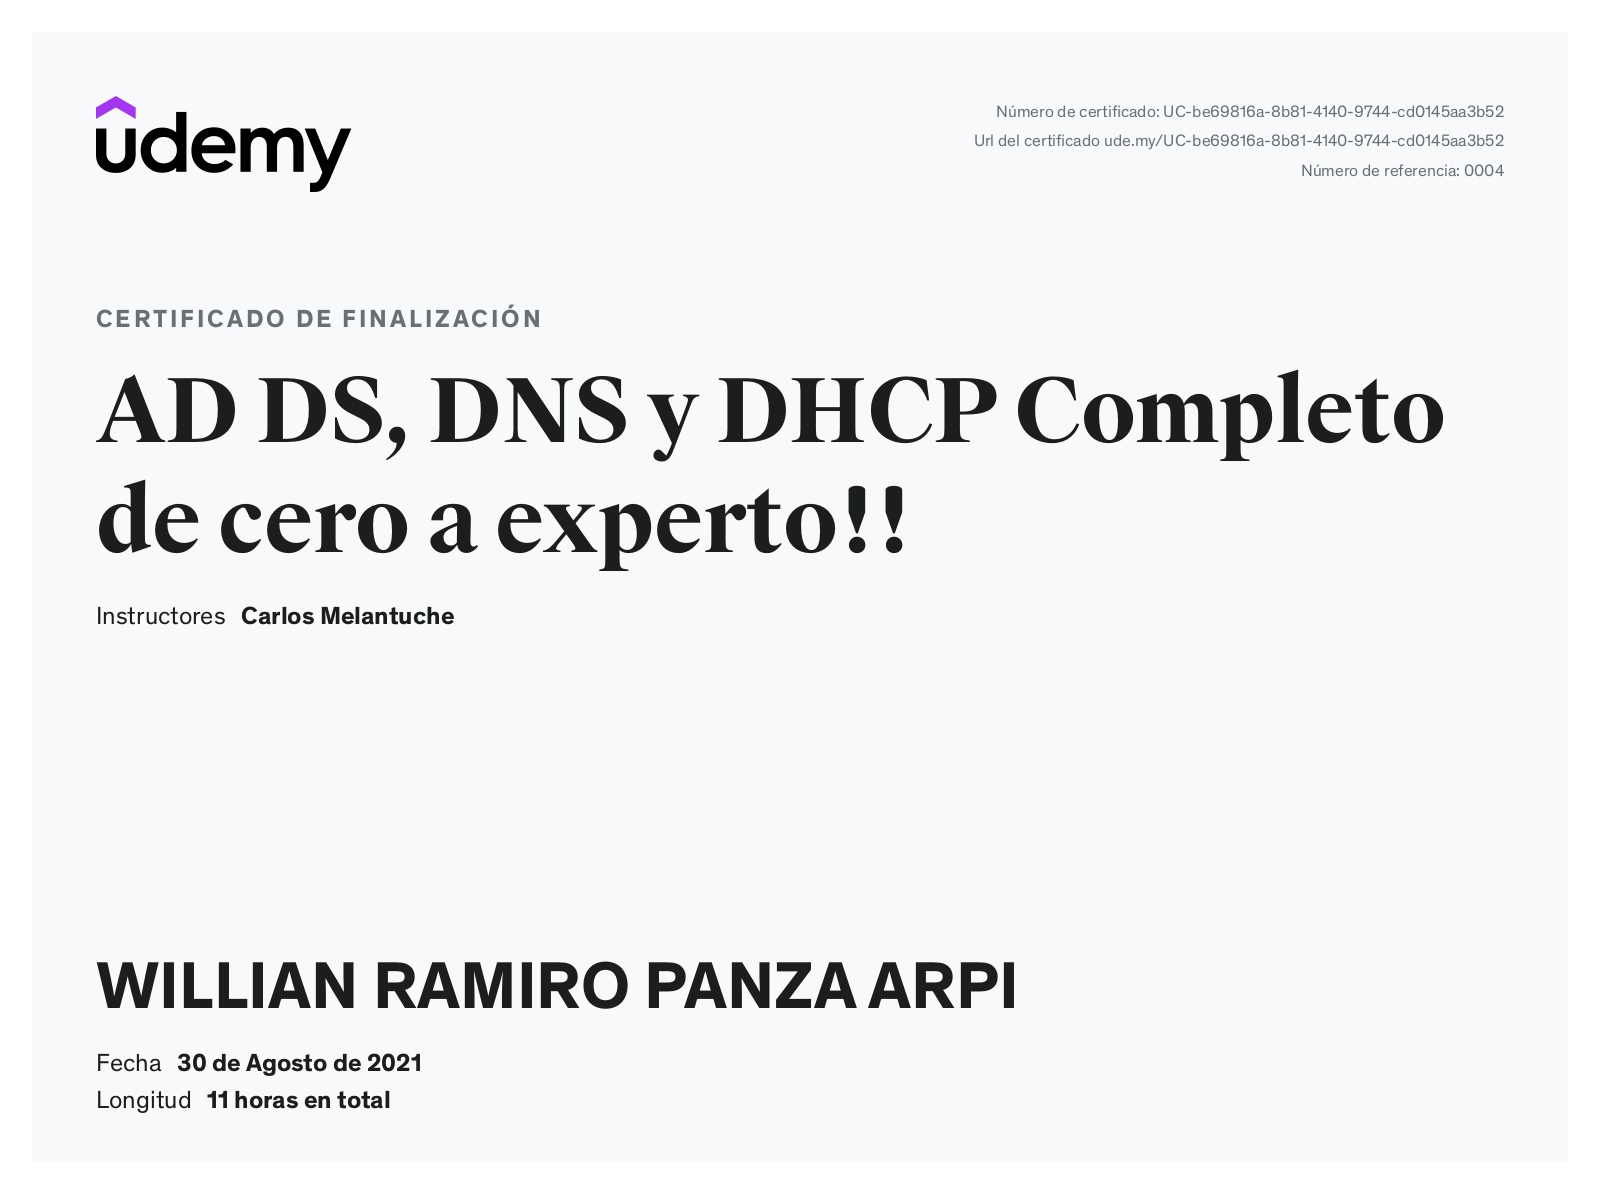 udemy
Número de certificado: UC-be69816a-8b81-4140-9744-cd0145aa3b52
Url del certificado ude.my/UC-be69816a-8b81-4140-9744-cd0145aa3b52
Número de referencia: 0004
CERTIFICADO DE FINALIZACIÓN
AD DS, DNS y DHCP Completo
de cero a experto!!
Instructores Carlos Melantuche
WILLIAN RAMIRO PANZA ARPI
Fecha 30 de Agosto de 2021
Longitud 11 horas en total